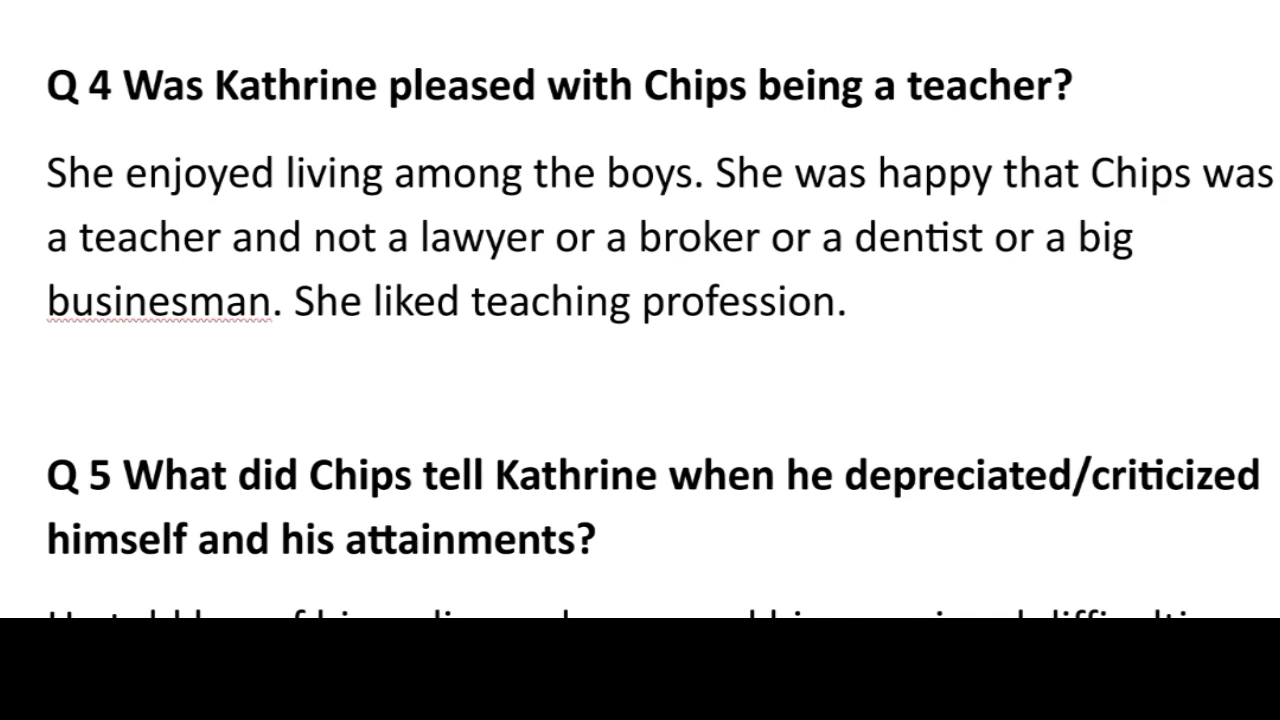 Q 4 Was Kathrine pleased with Chips being a teacher?
She enjoyed living among the boys. She was happy that Chips was
a teacher and not a lawyer or a broker or a dentist or a big
businesman. She liked teaching profession.
Q 5 What did Chips tell Kathrine when he depreciated/criticized
himself and his attainments?